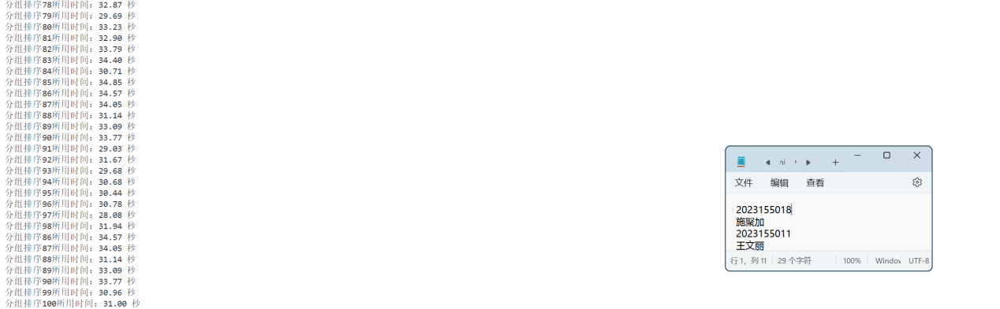 分组排序78所用时间: 32.87 秒
分组排序79所用时间: 29.69 秒
分组排序80所用时间: 33.23 秒
分组排序81所用时间: 32.90 秒
分组排序82所用时间: 33.79 秒
分组排序83所用时间: 34.40 秒
分组排序84所用时间: 30.71 秒
分组排序85所用时间: 34.85 秒
分组排序86所用时间: 34.57 秒
分组排序87所用时间: 34.05 秒
分组排序88所用时间: 31.14 秒
分组排序89所用时间: 33.09 秒
分组排序90所用时间: 33.77 秒
分组排序91所用时间: 29.03 秒
分组排序92所用时间: 31.67 秒
分组排序93所用时间: 29.68 秒
分组排序94所用时间: 30.68 秒
分组排序95所用时间: 30.44 秒
分组排序96所用时间: 30.78 秒
分组排序97所用时间: 28.08 秒
分组排序98所用时间: 31.94 秒
分组排序86所用时间: 34.57 秒
分组排序87所用时间: 34.05 秒
分组排序88所用时间: 31.14 秒
分组排序89所用时间: 33.09 秒
分组排序90所用时间: 33.77 秒
分组排序99所用时间: 30.96 秒
分组排序100所用时间: 31.00 秒
文件 编辑 查看
2023155018
施聚加
2023155011
王文丽
行 1, 列 11 29 个字符 100% Window UTF-8